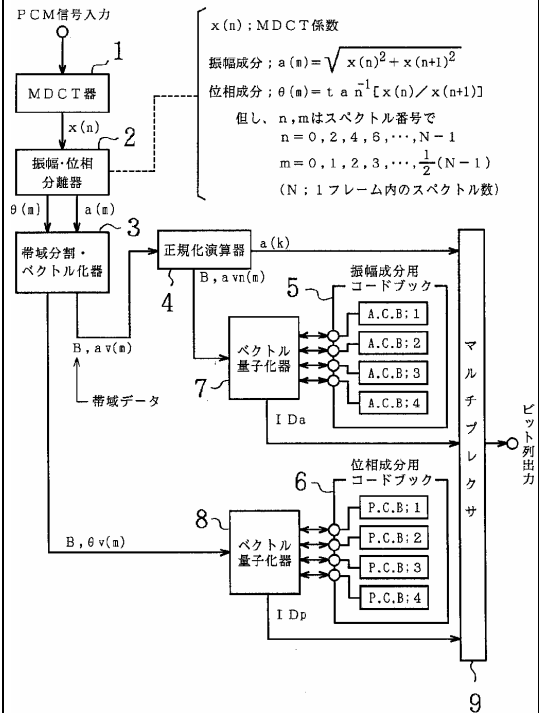 PCM信号入力
1
MDCT器
x(n)
2
振幅・位相
分離器
θ(m)
a(m)
3
帯域分割・
ベクトル化器
x(n);MDCT係数
振幅成分;a(m)=√x(n)²+x(n+1)²
位相成分;θ(m)=tan⁻¹[x(n)/x(n+1)]
但し、n,mはスペクトル番号で
n=0,2,4,6,···,N-1
m=0,1,2,3,···,1/2(N-1)
(N;1フレーム内のスペクトル数)
正規化演算器
4
a(k)
B,avn(m)
B,av(m)
帯域データ
5
振幅成分用
コードブック
A.C.B;1
A.C.B;2
A.C.B;3
A.C.B;4
ベクトル
量子化器
7
IDa
6
位相成分用
コードブック
P.C.B;1
P.C.B;2
P.C.B;3
P.C.B;4
8
ベクトル
量子化器
B,θv(m)
IDp
マルチプレクサ
9
ビット列出力